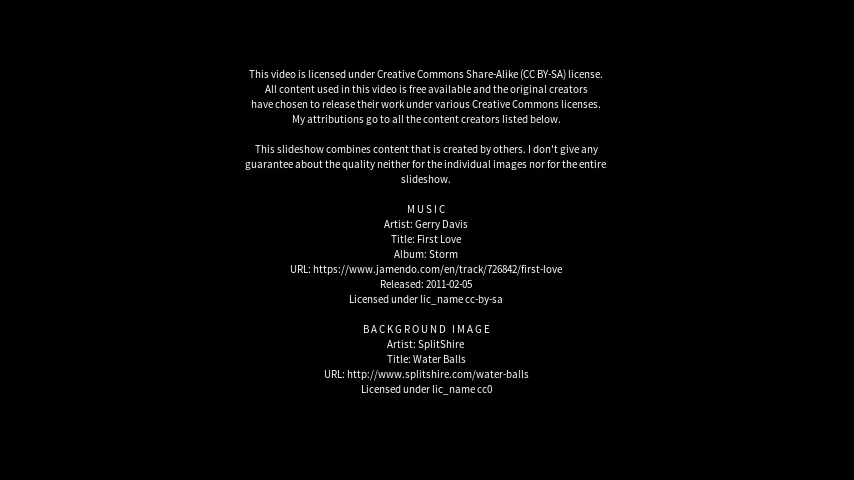 This video is licensed under Creative Commons Share-Alike (CC BY-SA) license.
All content used in this video is free available and the original creators
have chosen to release their work under various Creative Commons licenses.
My attributions go to all the content creators listed below.
This slideshow combines content that is created by others. I don't give any
guarantee about the quality neither for the individual images nor for the entire
slideshow.
MUSIC
Artist: Gerry Davis
Title: First Love
Album: Storm
URL: https://www.jamendo.com/en/track/726842/first-love
Released: 2011-02-05
Licensed under lic_name cc-by-sa
BACKGROUND IMAGE
Artist: SplitShire
Title: Water Balls
URL: http://www.splitshire.com/water-balls
Licensed under lic_name cc0